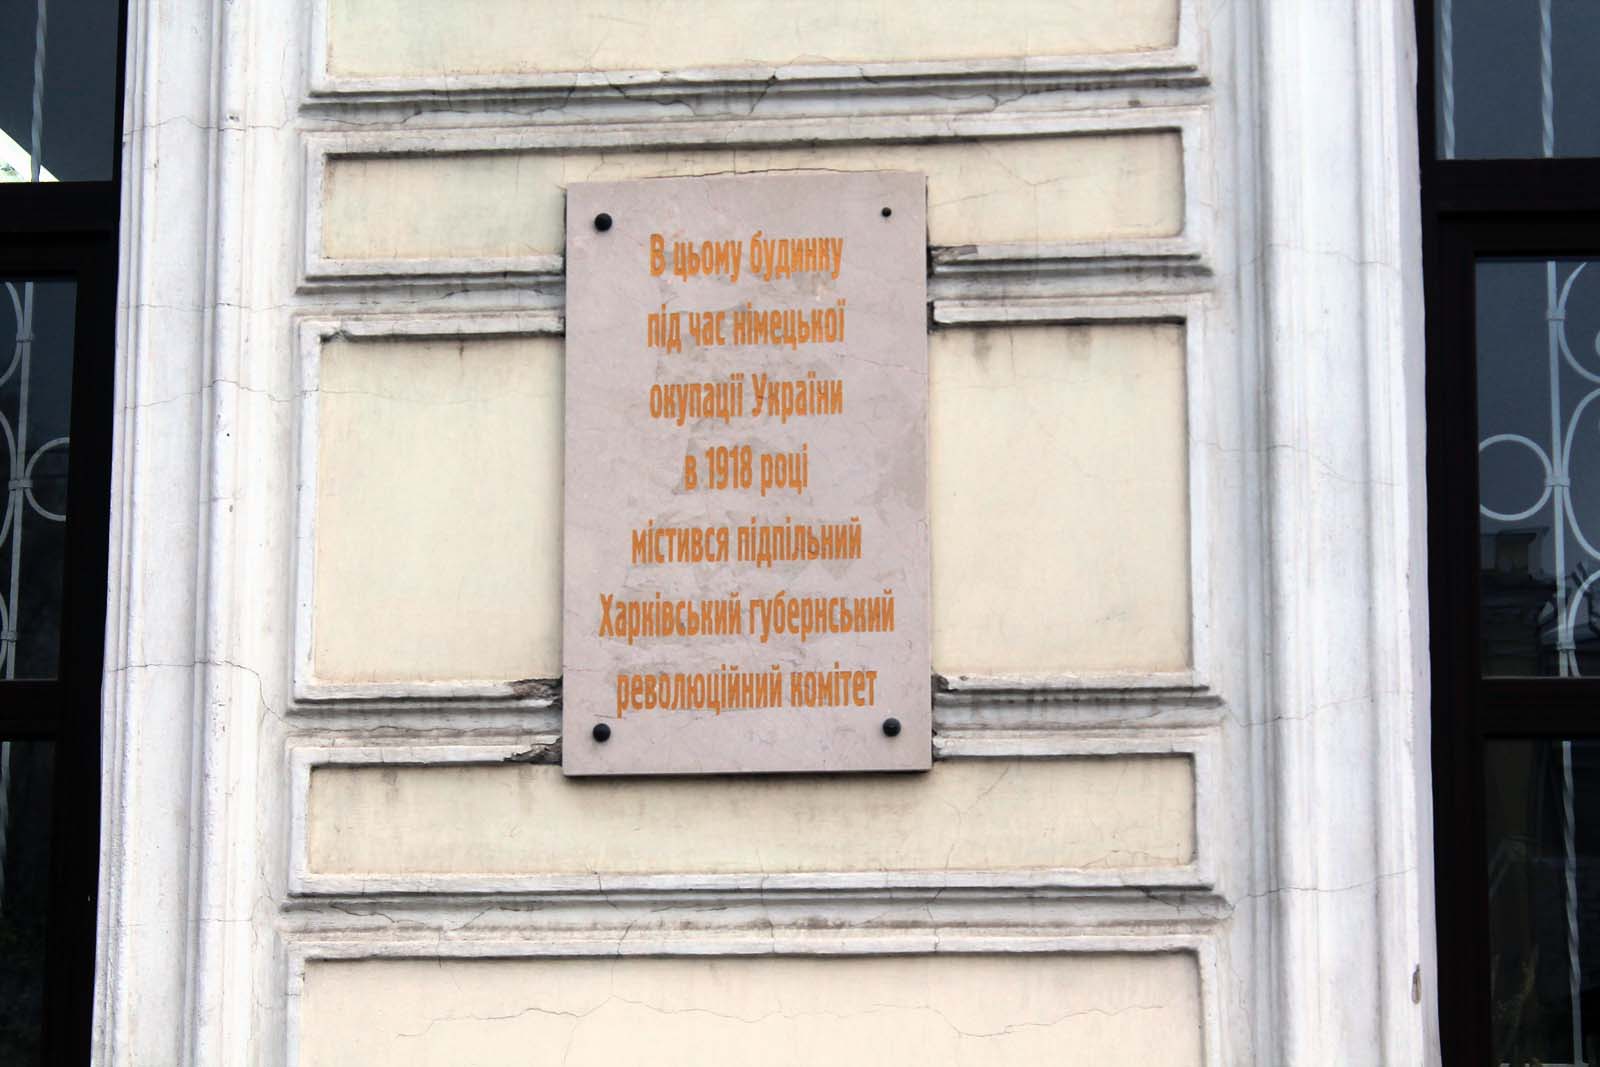 В цьому будинку
під час німецької
окупації України
в 1918 році
містився підпільний
Харківський губернський
революційний комітет